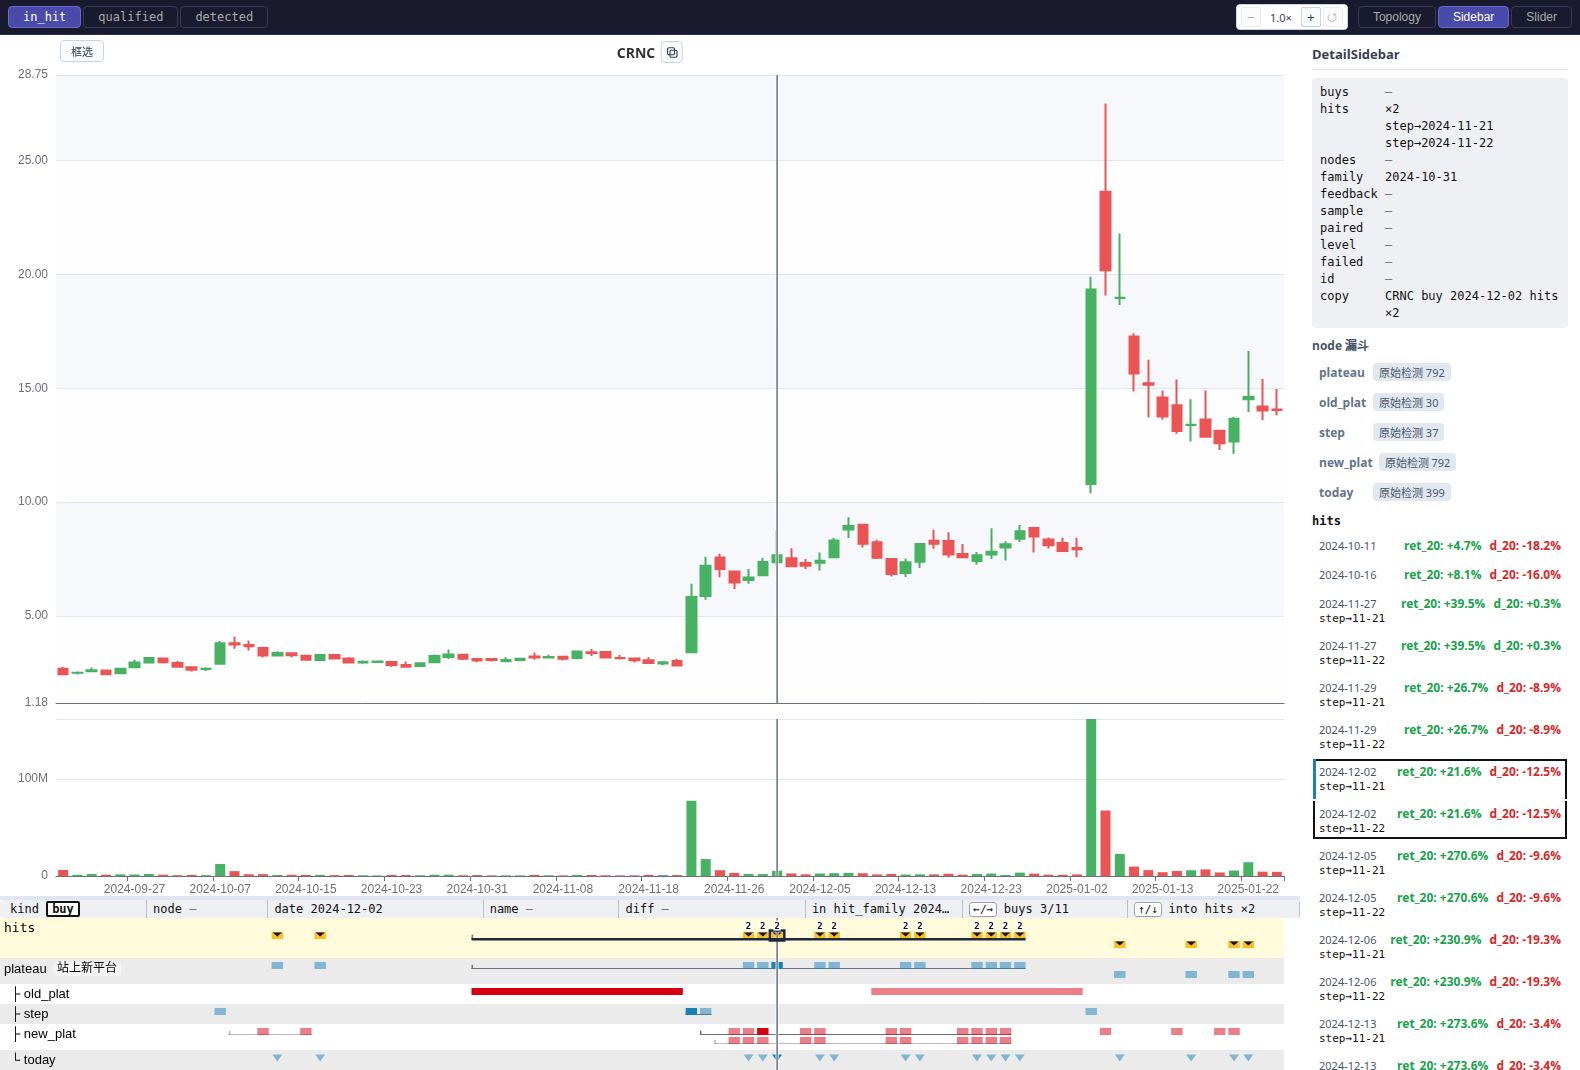 in_hit qualified detected − 1.0× + ↺ Topology Sidebar Slider
框选 CRNC
28.75
25.00
20.00
15.00
10.00
5.00
1.18
100M
0
2024-09-27 2024-10-07 2024-10-15 2024-10-23 2024-10-31 2024-11-08 2024-11-18 2024-11-26 2024-12-05 2024-12-13 2024-12-23 2025-01-02 2025-01-13 2025-01-22
kind buy node — date 2024-12-02 name — diff — in hit_family 2024… ←/→ buys 3/11 ↑/↓ into hits ×2
hits 2 2 2 2 2 2 2 2 2 2 2
plateau 站上新平台
├ old_plat
├ step
├ new_plat
└ today
DetailSidebar
buys —
hits ×2
step→2024-11-21
step→2024-11-22
nodes —
family 2024-10-31
feedback —
sample —
paired —
level —
failed —
id —
copy CRNC buy 2024-12-02 hits
×2
node 漏斗
plateau 原始检测 792
old_plat 原始检测 30
step 原始检测 37
new_plat 原始检测 792
today 原始检测 399
hits
2024-10-11 ret_20: +4.7% d_20: -18.2%
2024-10-16 ret_20: +8.1% d_20: -16.0%
2024-11-27 ret_20: +39.5% d_20: +0.3%
step→11-21
2024-11-27 ret_20: +39.5% d_20: +0.3%
step→11-22
2024-11-29 ret_20: +26.7% d_20: -8.9%
step→11-21
2024-11-29 ret_20: +26.7% d_20: -8.9%
step→11-22
2024-12-02 ret_20: +21.6% d_20: -12.5%
step→11-21
2024-12-02 ret_20: +21.6% d_20: -12.5%
step→11-22
2024-12-05 ret_20: +270.6% d_20: -9.6%
step→11-21
2024-12-05 ret_20: +270.6% d_20: -9.6%
step→11-22
2024-12-06 ret_20: +230.9% d_20: -19.3%
step→11-21
2024-12-06 ret_20: +230.9% d_20: -19.3%
step→11-22
2024-12-13 ret_20: +273.6% d_20: -3.4%
step→11-21
2024-12-13 ret_20: +273.6% d_20: -3.4%